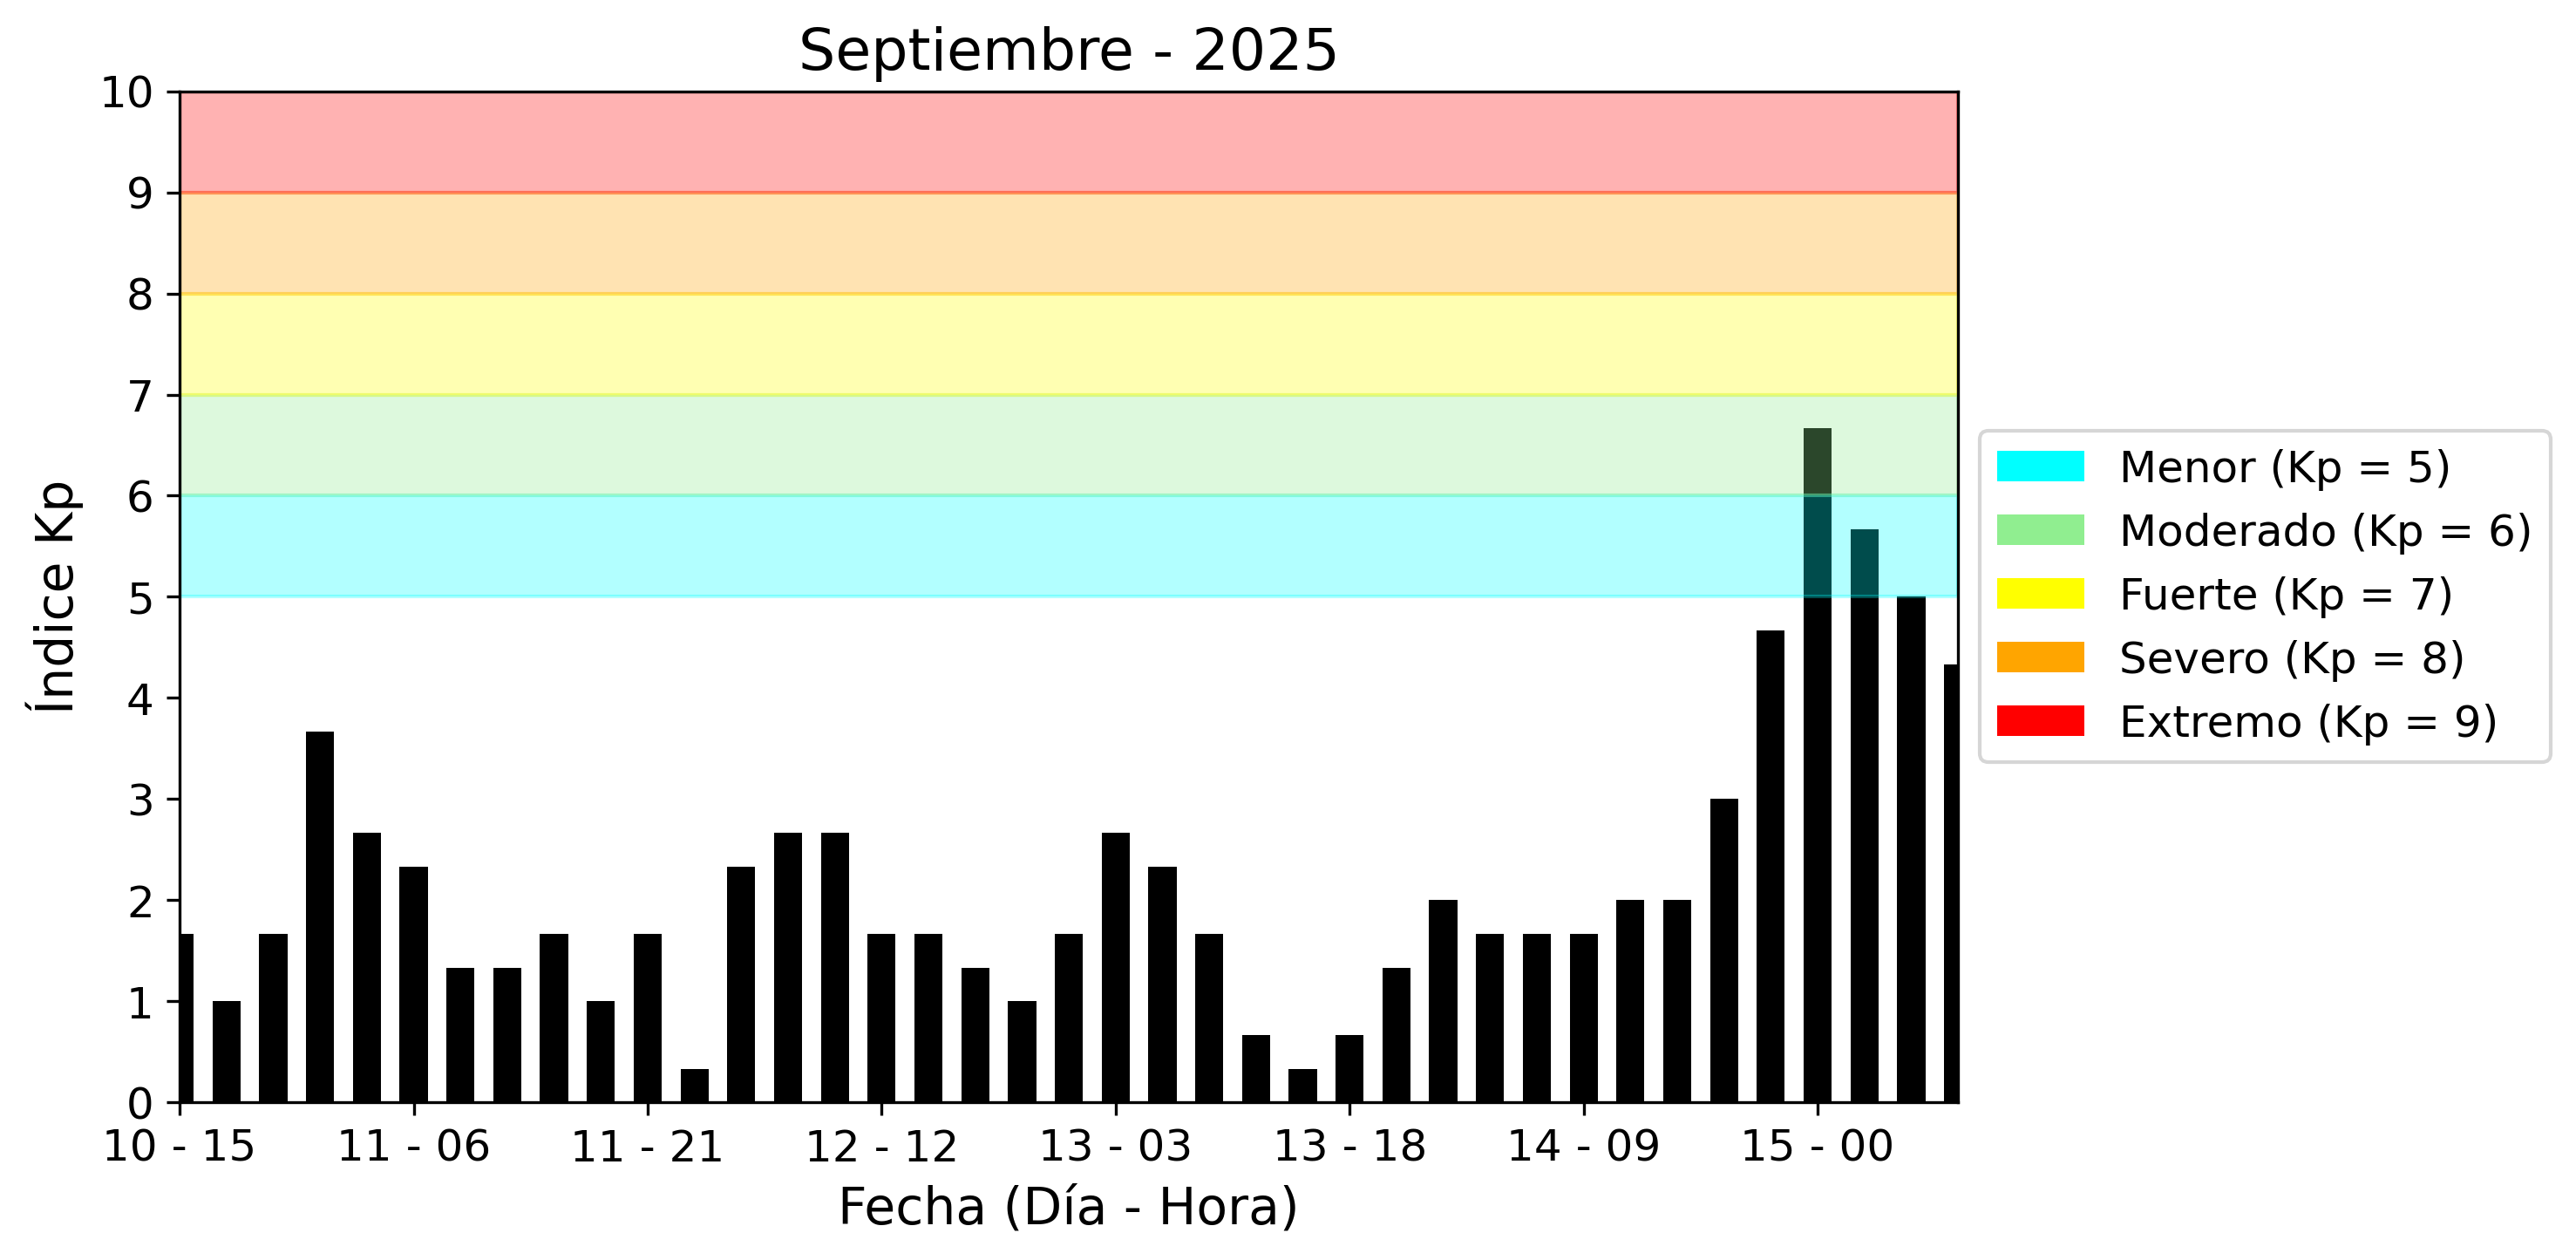 Septiembre - 2025
10
9
8
7
6
5
4
3
2
1
0
Índice Kp
10 - 15
11 - 06
11 - 21
12 - 12
13 - 03
13 - 18
14 - 09
15 - 00
Fecha (Día - Hora)
Menor (Kp = 5)
Moderado (Kp = 6)
Fuerte (Kp = 7)
Severo (Kp = 8)
Extremo (Kp = 9)